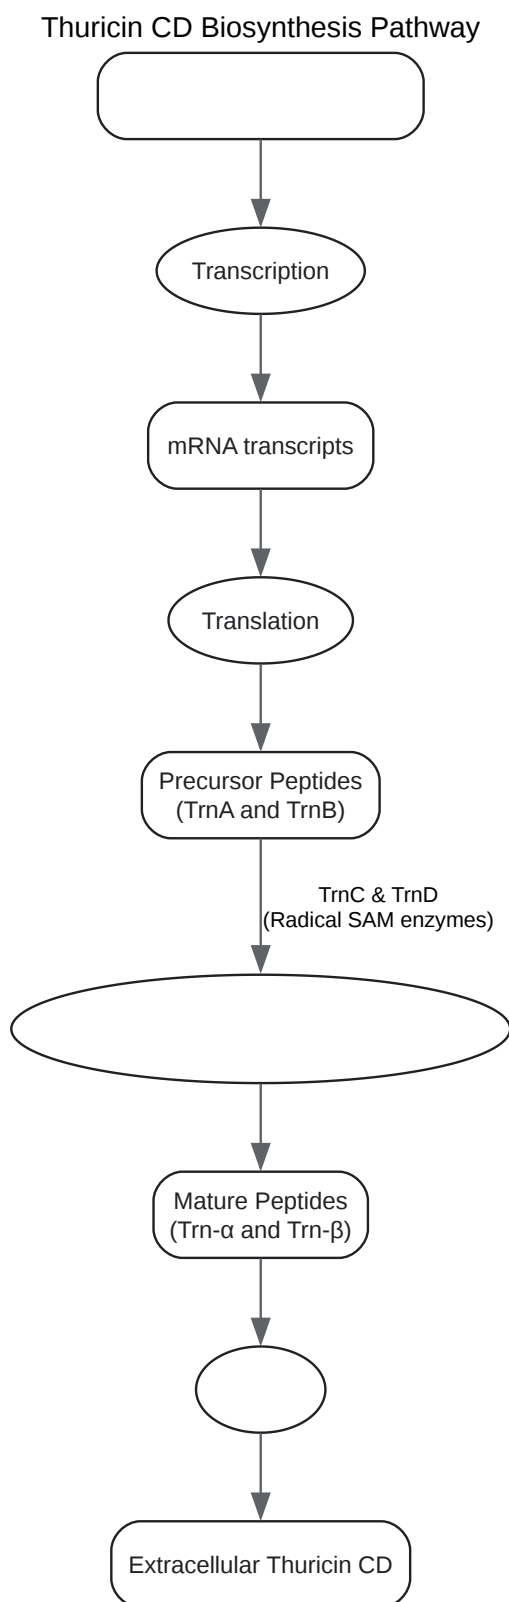 Thuricin CD Biosynthesis Pathway
Transcription
mRNA transcripts
Translation
Precursor Peptides
(TrnA and TrnB)
TrnC & TrnD
(Radical SAM enzymes)
Mature Peptides
(Trn-α and Trn-β)
Extracellular Thuricin CD